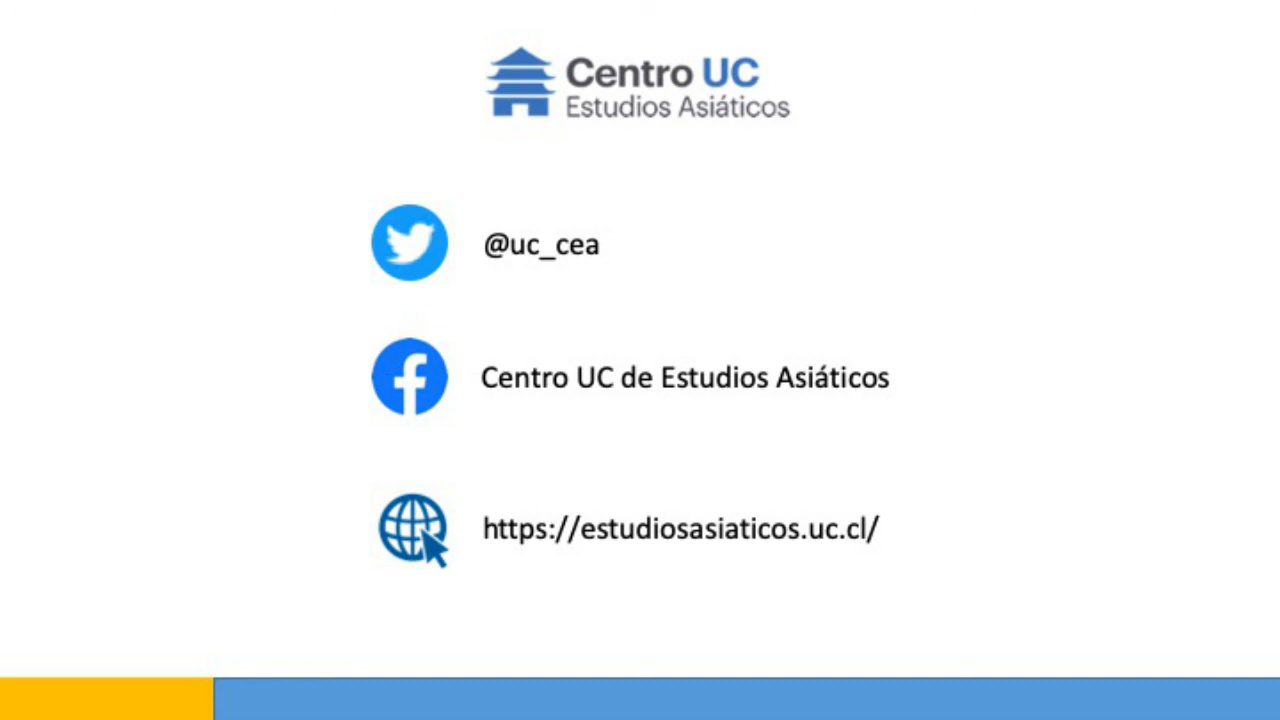 Centro UC
Estudios Asiáticos
@uc_cea
Centro UC de Estudios Asiáticos
https://estudiosasiaticos.uc.cl/